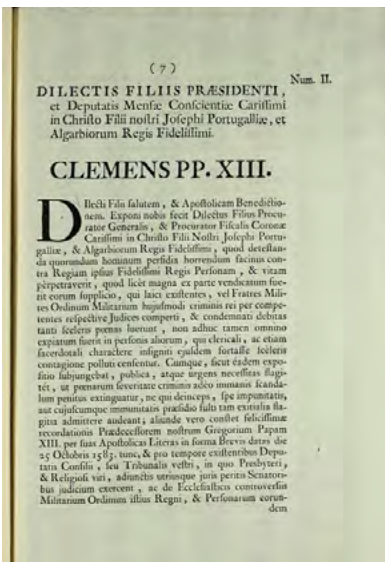 (7)
Num. II.
DILECTIS FILIIS PRÆSIDENTI,
et Deputatis Mensæ Conscientiæ Carissimi
in Christo Filii nostri Josephi Portugalliæ, et
Algarbiorum Regis Fidelissimi.
CLEMENS PP. XIII.
DIlecti Filii salutem, & Apostolicam Benedictio-
nem. Exponi nobis fecit Dilectus Filius Procu-
rator Generalis, & Procurator Fiscalis Coronæ
Carissimi in Christo Filii Nostri Josephi Portu-
galliæ, & Algarbiorum Regis Fidelissimi, quod detestan-
da quorundam hominum perfidia horrendum facinus con-
tra Regiam ipsius Fidelissimi Regis Personam, & vitam
pèrpetraverit, quod licèt magna ex parte vendicatum fue-
rit eorum supplicio, qui laici existentes, vel Fratres Mili-
tes Ordinum Militarium hujusmodi criminis rei per compe-
tentes respectivè Judices comperti, & condemnati debitas
tanti sceleris pœnas luerunt, non adhuc tamen omnino
expiatum fuerit in personis aliorum, qui clericali, ac etiam
sacerdotali charactere insigniti ejusdem fortasse sceleris
contagione polluti censentur. Cumque, sicut eadem expo-
sitio subjungebat, publica, atque urgens necessitas flagi-
tet, ut pœnarum severitate criminis adeò immanis scanda-
lum penitus extinguatur, ne qui deinceps, spe impunitatis,
aut cujuscumque immunitatis præsidio fulti tam exitialia fla-
gitia admittere audeant; aliunde vero constet felicissimæ
recordationis Prædecessorem nostrum Gregorium Papam
XIII. per suas Apostolicas Literas in forma Brevis datas die
25 Octobris 1583. tunc, & pro tempore existentibus Depu-
tatis Consilii, seu Tribunalis vestri, in quo Presbyteri,
& Religiosi viri, adjunctis utriusque juris peritis Senatori-
bus judicium exercent, ac de Ecclesiasticis controversiis
Militarium Ordinum istius Regni, & Personarum eorun-
dem